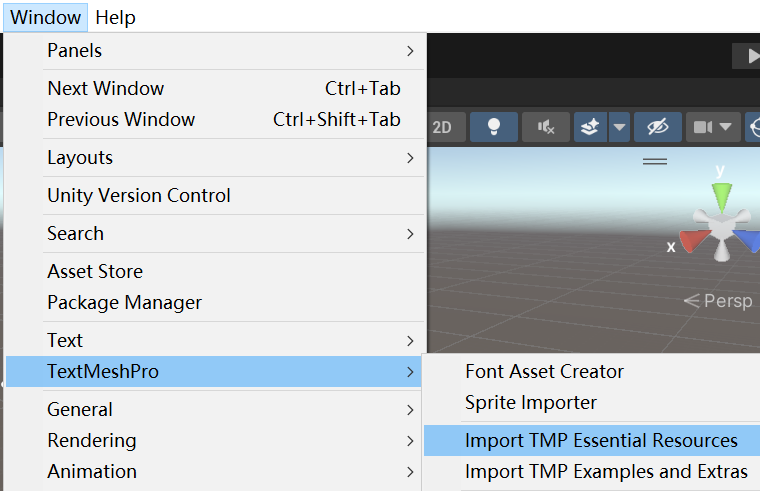 Window Help
Panels
Next Window Ctrl+Tab
Previous Window Ctrl+Shift+Tab
Layouts
Unity Version Control
Search
Asset Store
Package Manager
Text
TextMeshPro
General
Rendering
Animation
2D
y
x
Persp
Font Asset Creator
Sprite Importer
Import TMP Essential Resources
Import TMP Examples and Extras